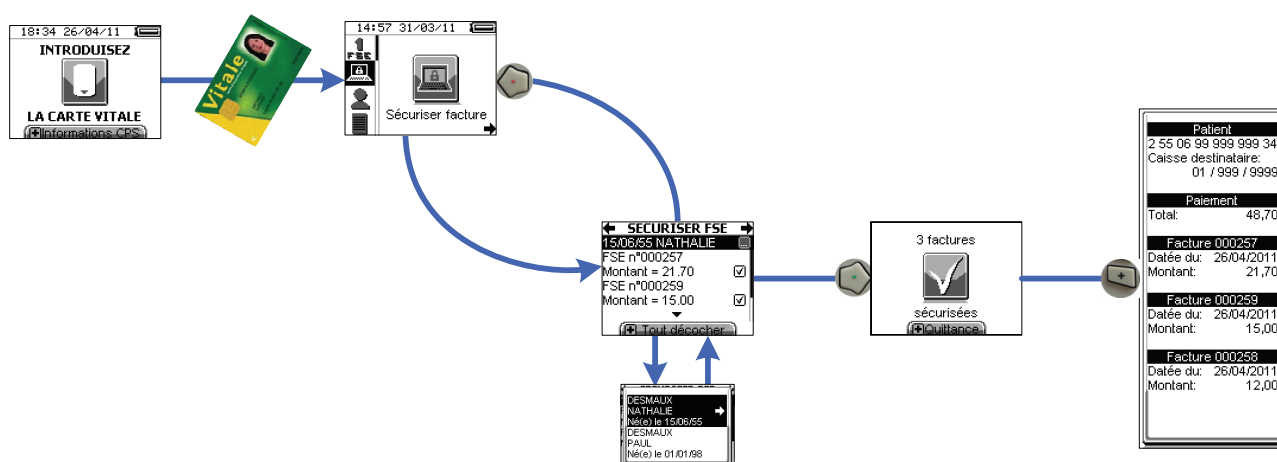 18:34 26/04/11
INTRODUISEZ
LA CARTE VITALE
+Informations CPS
Vitale
14:57 31/03/11
1
FSE
Sécuriser facture
SECURISER FSE
15/06/55 NATHALIE ...
FSE n°000257
Montant = 21.70
FSE n°000259
Montant = 15.00
+ Tout décocher
DESMAUX
NATHALIE
Né(e) le 15/06/55
DESMAUX
PAUL
Né(e) le 01/01/98
3 factures
sécurisées
+Quittance
+
Patient
2 55 06 99 999 999 34
Caisse destinataire:
01 / 999 / 9999
Paiement
Total: 48,70
Facture 000257
Datée du: 26/04/2011
Montant: 21,70
Facture 000259
Datée du: 26/04/2011
Montant: 15,00
Facture 000258
Datée du: 26/04/2011
Montant: 12,00